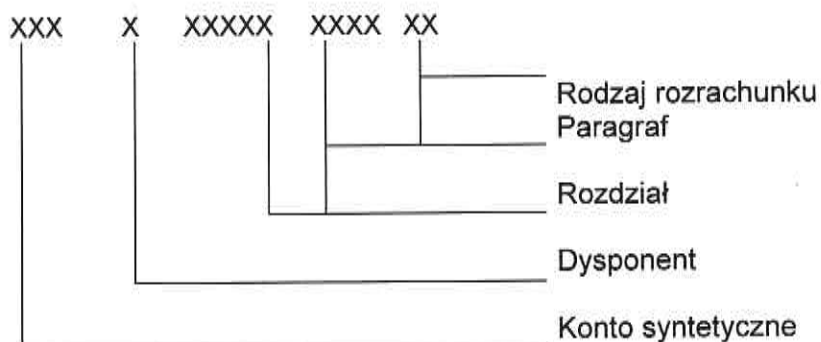 XXX X XXXXX XXXX XX
Rodzaj rozrachunku
Paragraf
Rozdział
Dysponent
Konto syntetyczne